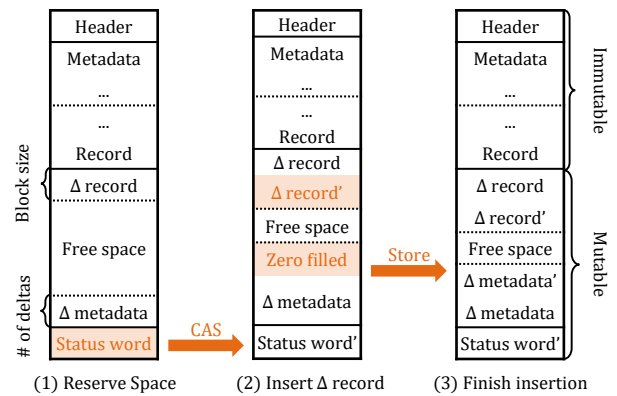 Header
Metadata
...
...
Record
Δ record
Free space
Δ metadata
Status word
Block size
# of deltas
(1) Reserve Space
CAS
Header
Metadata
...
...
Record
Δ record
Δ record’
Free space
Zero filled
Δ metadata
Status word’
(2) Insert Δ record
Store
Header
Metadata
...
...
Record
Δ record
Δ record’
Free space
Δ metadata’
Δ metadata
Status word’
(3) Finish insertion
Immutable
Mutable